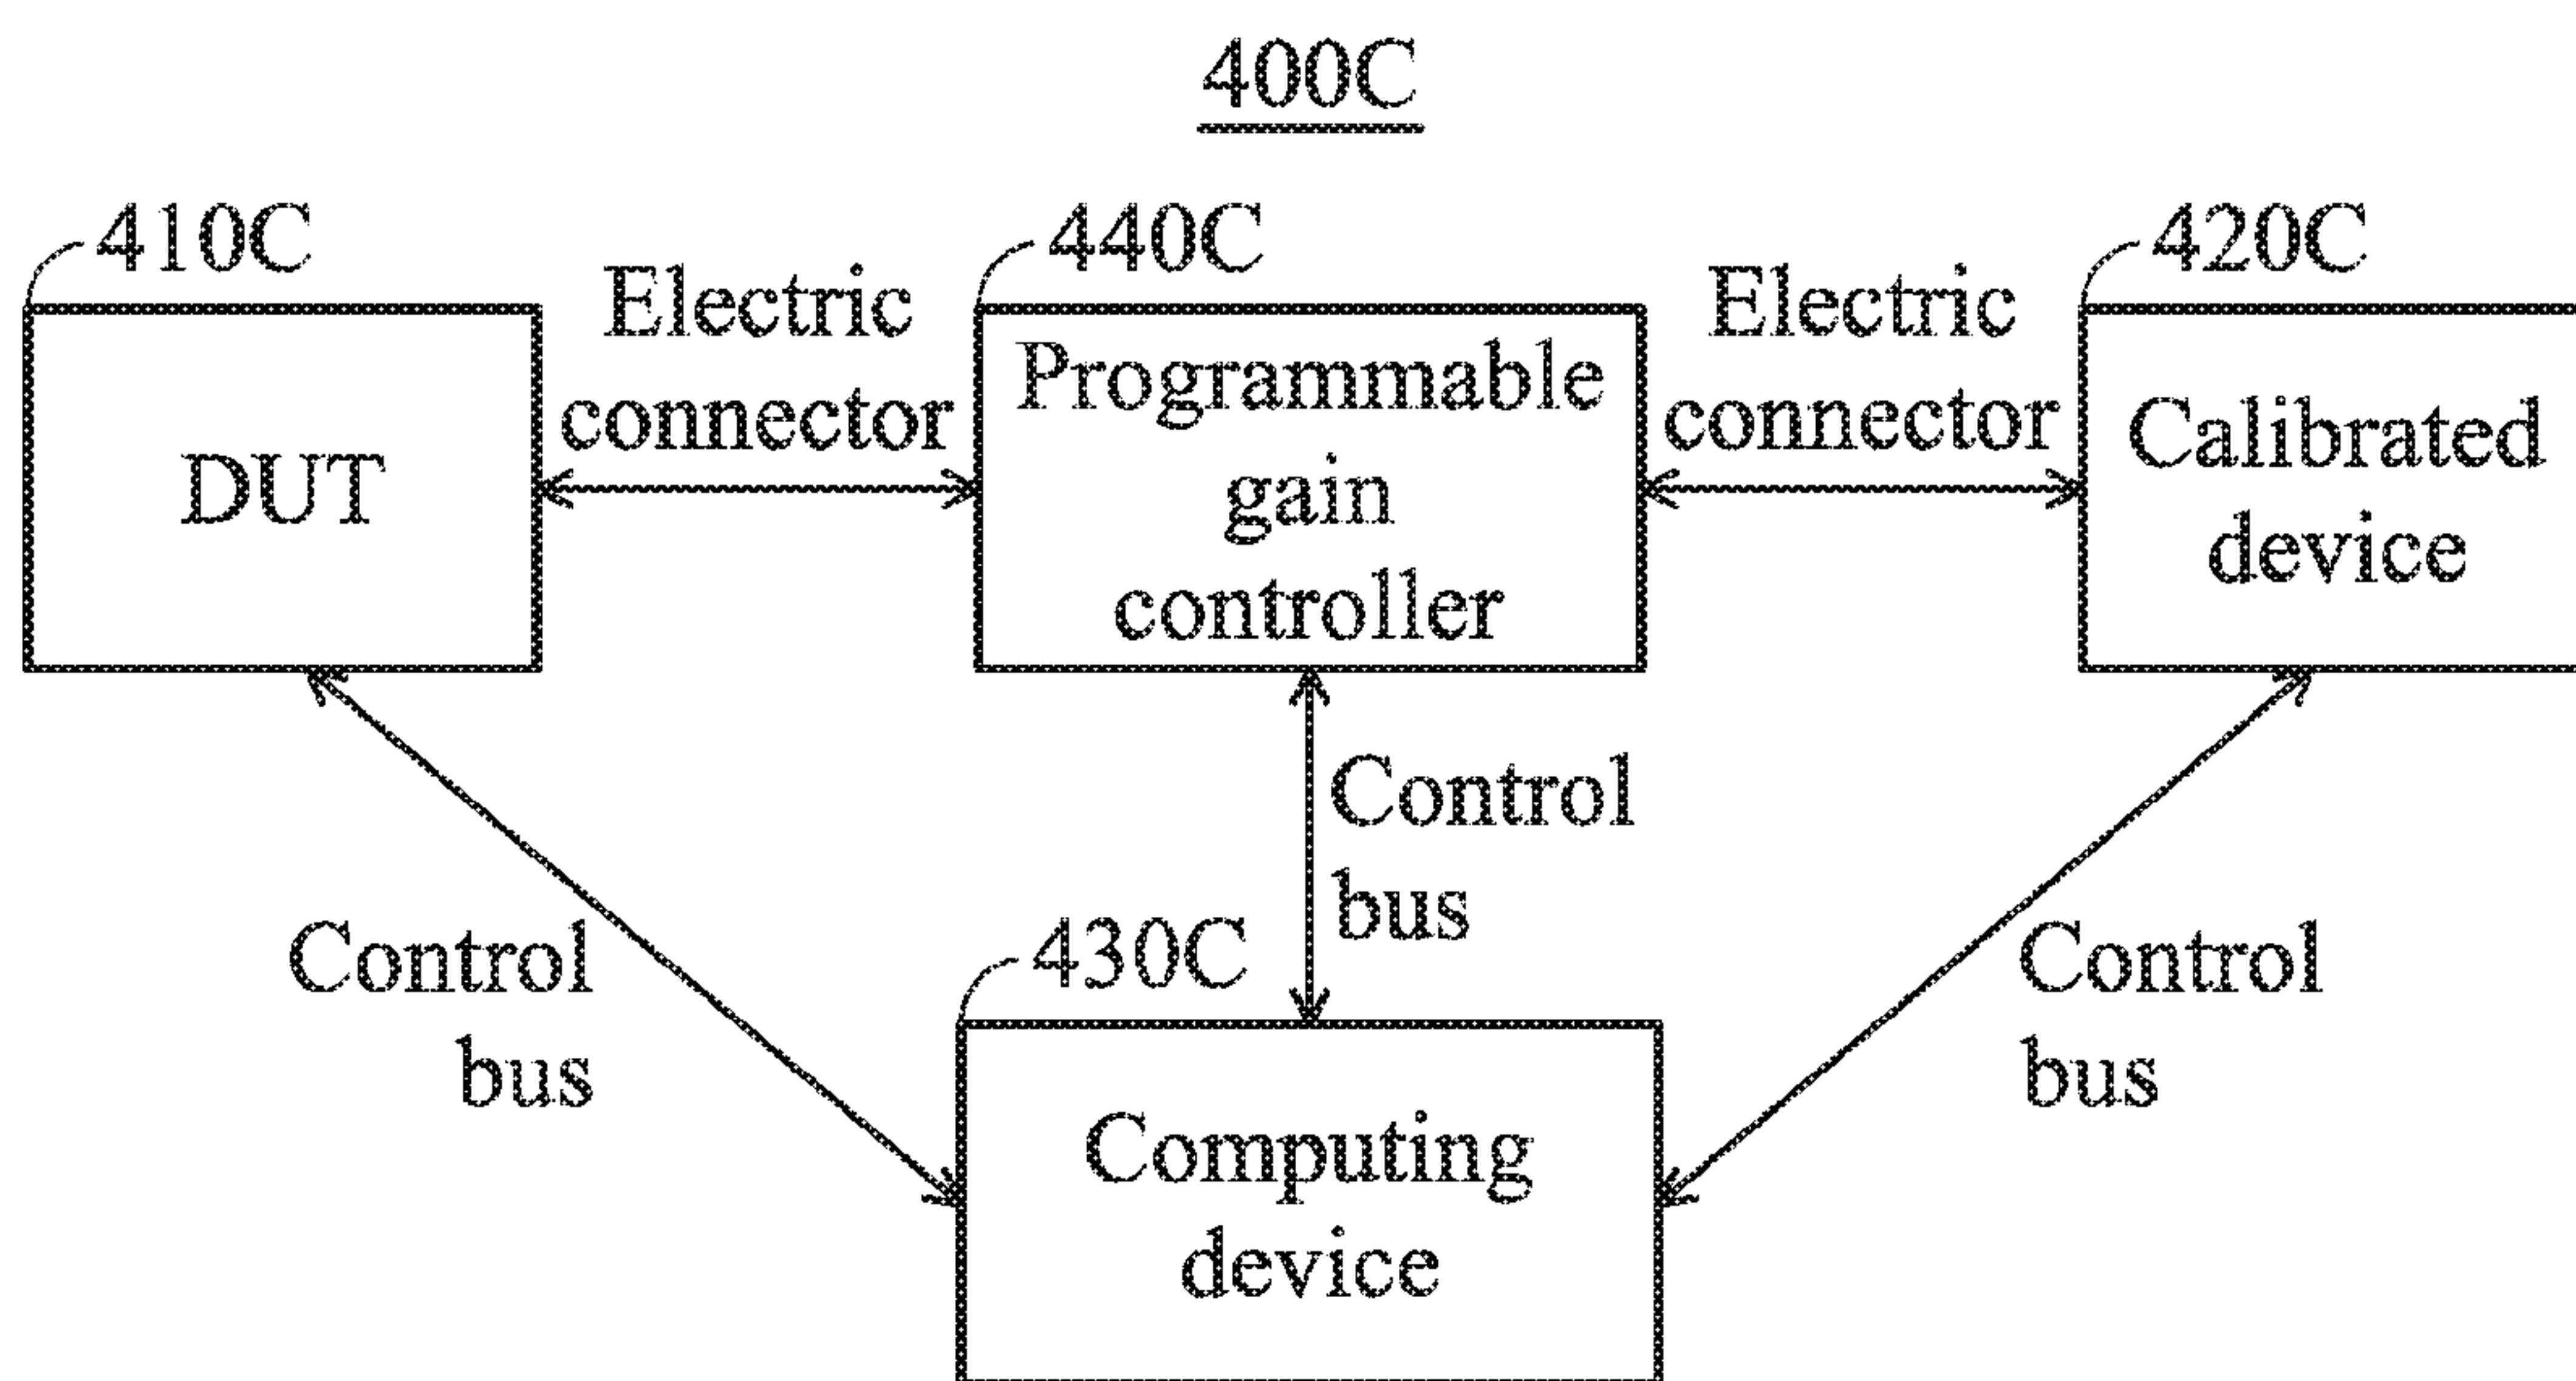 400C
410C
440C
420C
Electric
connector
Electric
connector
DUT
Programmable
gain
controller
Calibrated
device
Control
bus
Control
bus
Control
bus
430C
Computing
device